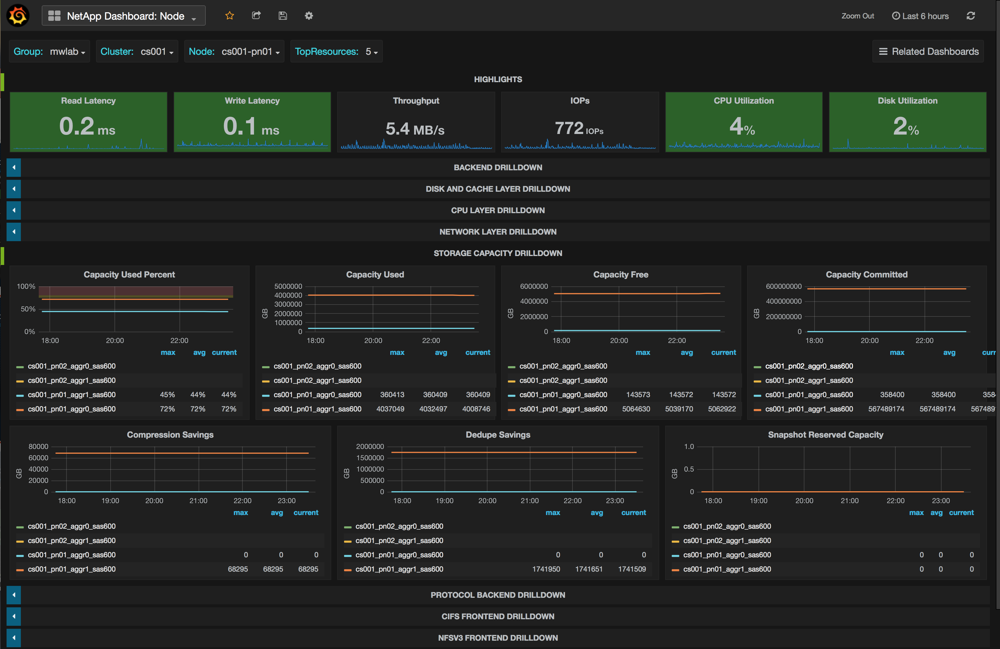 NetApp Dashboard: Node
Zoom Out
Last 6 hours
Group: mwlab
Cluster: cs001
Node: cs001-pn01
TopResources: 5
Related Dashboards
HIGHLIGHTS
Read Latency
0.2 ms
Write Latency
0.1 ms
Throughput
5.4 MB/s
IOPs
772 IOPs
CPU Utilization
4%
Disk Utilization
2%
BACKEND DRILLDOWN
DISK AND CACHE LAYER DRILLDOWN
CPU LAYER DRILLDOWN
NETWORK LAYER DRILLDOWN
STORAGE CAPACITY DRILLDOWN
Capacity Used Percent
100%
50%
0%
18:00 20:00 22:00
max avg current
cs001_pn02_aggr0_sas600
cs001_pn02_aggr1_sas600
cs001_pn01_aggr1_sas600 45% 44% 44%
cs001_pn01_aggr0_sas600 72% 72% 72%
Capacity Used
GB
5000000
4000000
3000000
2000000
1000000
0
18:00 20:00 22:00
max avg current
cs001_pn02_aggr0_sas600
cs001_pn02_aggr1_sas600
cs001_pn01_aggr0_sas600 360413 360409 360409
cs001_pn01_aggr1_sas600 4037049 4032497 4008746
Capacity Free
GB
6000000
4000000
2000000
0
18:00 20:00 22:00
max avg current
cs001_pn02_aggr0_sas600
cs001_pn02_aggr1_sas600
cs001_pn01_aggr0_sas600 143573 143572 143572
cs001_pn01_aggr1_sas600 5064630 5039170 5062922
Capacity Committed
GB
600000000
400000000
200000000
0
18:00 20:00 22:00
max avg curr
cs001_pn02_aggr0_sas600
cs001_pn02_aggr1_sas600
cs001_pn01_aggr0_sas600 358400 358400 358
cs001_pn01_aggr1_sas600 567489174 567489174 567489
Compression Savings
GB
80000
60000
40000
20000
0
18:00 19:00 20:00 21:00 22:00 23:00
max avg current
cs001_pn02_aggr0_sas600
cs001_pn02_aggr1_sas600
cs001_pn01_aggr0_sas600 0 0 0
cs001_pn01_aggr1_sas600 68295 68295 68295
Dedupe Savings
GB
2000000
1500000
1000000
500000
0
18:00 19:00 20:00 21:00 22:00 23:00
max avg current
cs001_pn02_aggr0_sas600
cs001_pn02_aggr1_sas600
cs001_pn01_aggr0_sas600 0 0 0
cs001_pn01_aggr1_sas600 1741950 1741651 1741509
Snapshot Reserved Capacity
GB
1.0
0.5
0
18:00 19:00 20:00 21:00 22:00 23:00
max avg current
cs001_pn02_aggr0_sas600
cs001_pn02_aggr1_sas600
cs001_pn01_aggr0_sas600 0 0 0
cs001_pn01_aggr1_sas600 0 0 0
PROTOCOL BACKEND DRILLDOWN
CIFS FRONTEND DRILLDOWN
NFSV3 FRONTEND DRILLDOWN